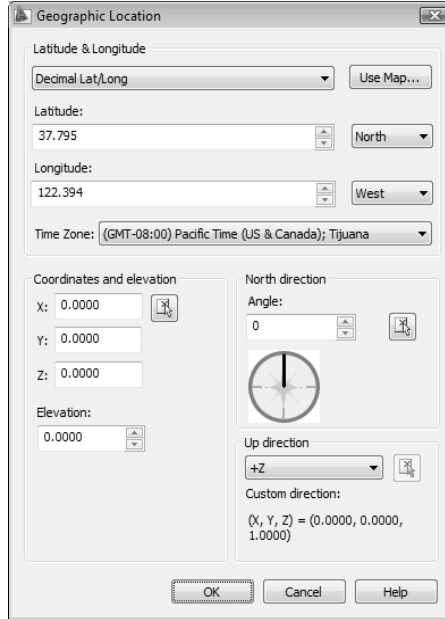 Geographic Location
Latitude & Longitude
Decimal Lat/Long
Use Map...
Latitude:
37.795
North
Longitude:
122.394
West
Time Zone: (GMT-08:00) Pacific Time (US & Canada); Tijuana
Coordinates and elevation
X: 0.0000
Y: 0.0000
Z: 0.0000
Elevation:
0.0000
North direction
Angle:
0
Up direction
+Z
Custom direction:
(X, Y, Z) = (0.0000, 0.0000,
1.0000)
OK
Cancel
Help